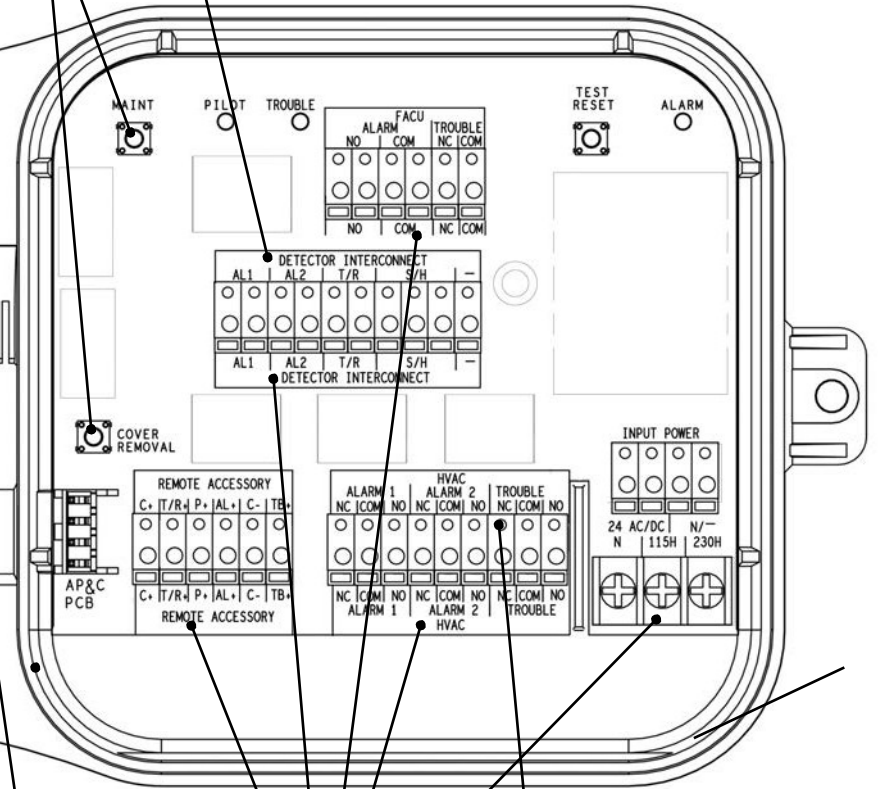 MAINT
PILOT
TROUBLE
TEST
RESET
ALARM
FACU
ALARM TROUBLE
NO COM NC COM
NO COM NC COM
DETECTOR INTERCONNECT
AL1 AL2 T/R S/H −
AL1 AL2 T/R S/H −
DETECTOR INTERCONNECT
COVER
REMOVAL
INPUT POWER
24 AC/DC N/−
N 115H 230H
REMOTE ACCESSORY
C+ T/R+ P+ AL+ C- TB+
C+ T/R+ P+ AL+ C- TB+
REMOTE ACCESSORY
HVAC
ALARM 1 ALARM 2 TROUBLE
NC COM NO NC COM NO NC COM NO
NC COM NO NC COM NO NC COM NO
ALARM 1 ALARM 2 TROUBLE
HVAC
AP&C
PCB